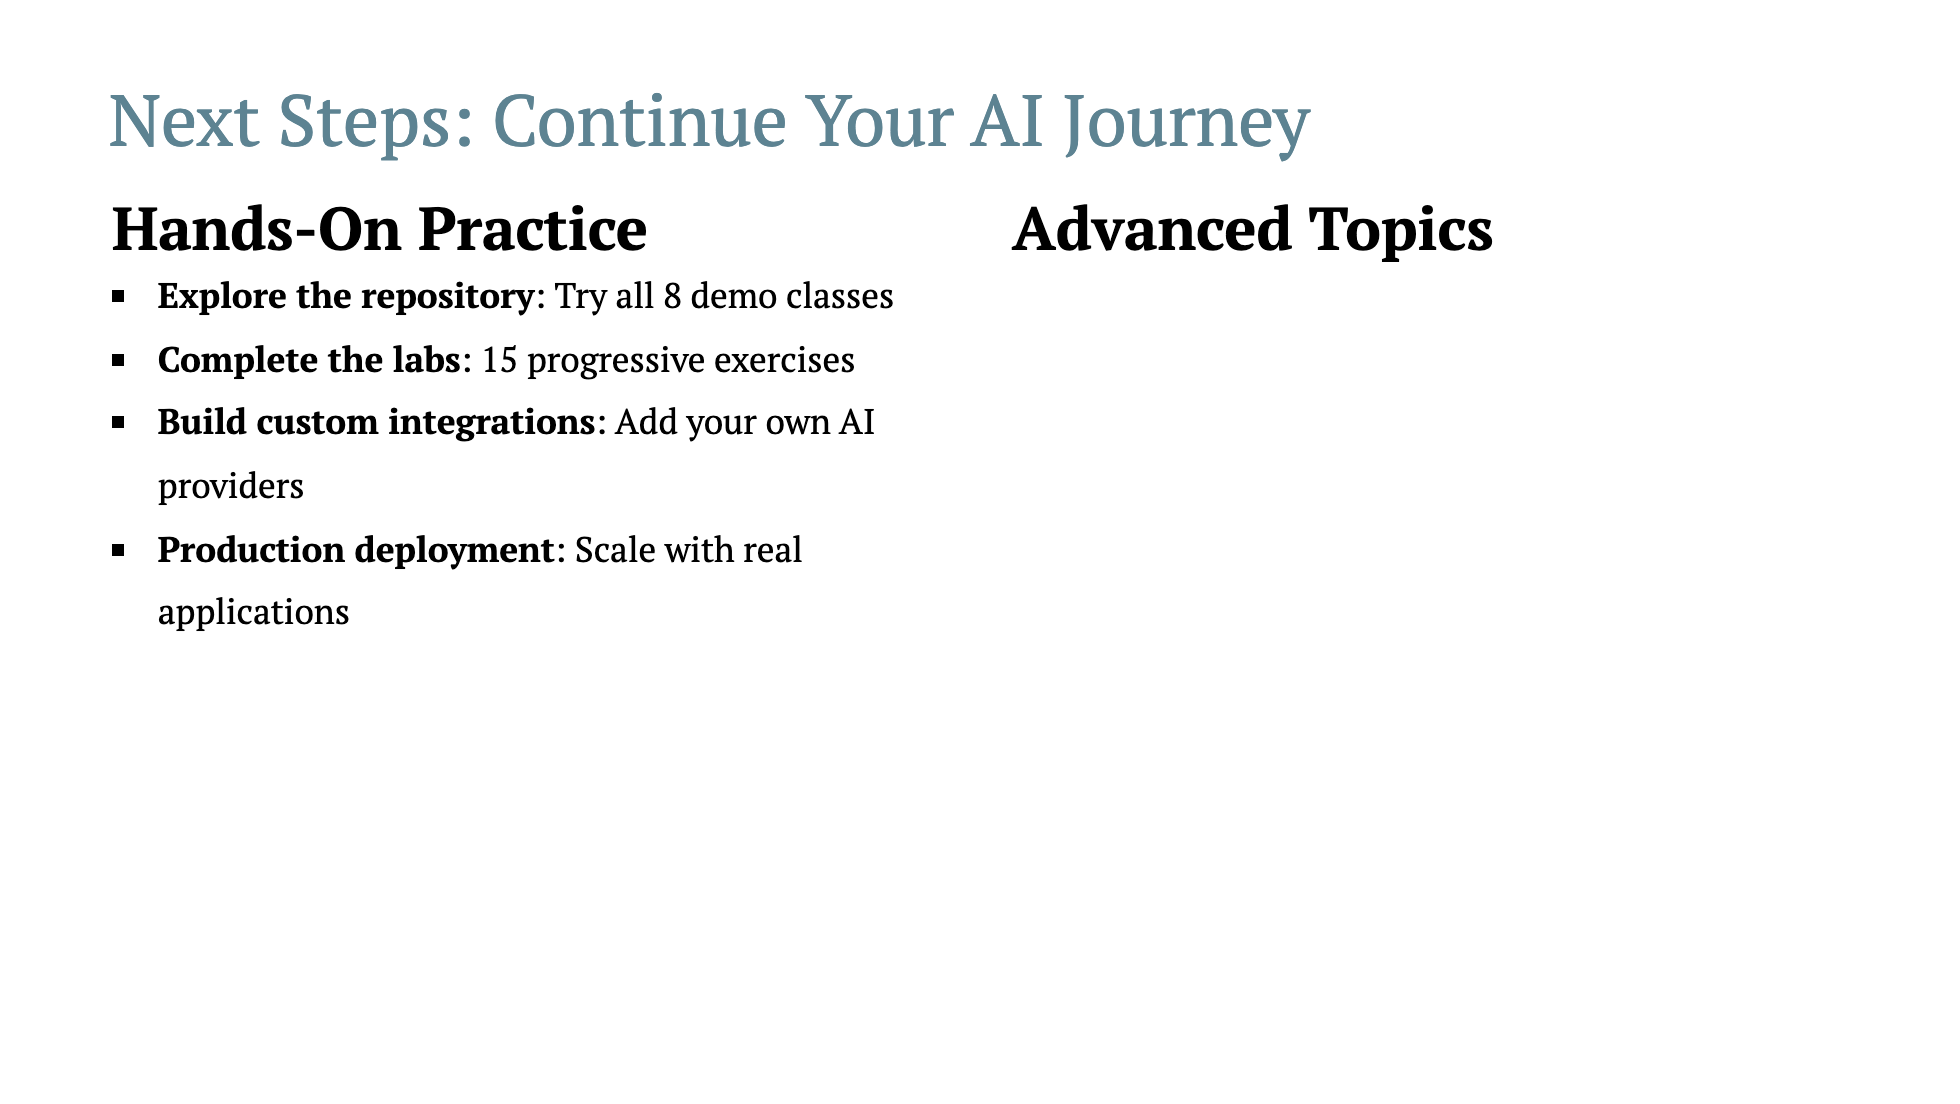 Next Steps: Continue Your AI Journey
Hands-On Practice
▪ Explore the repository: Try all 8 demo classes
▪ Complete the labs: 15 progressive exercises
▪ Build custom integrations: Add your own AI
providers
▪ Production deployment: Scale with real
applications
Advanced Topics